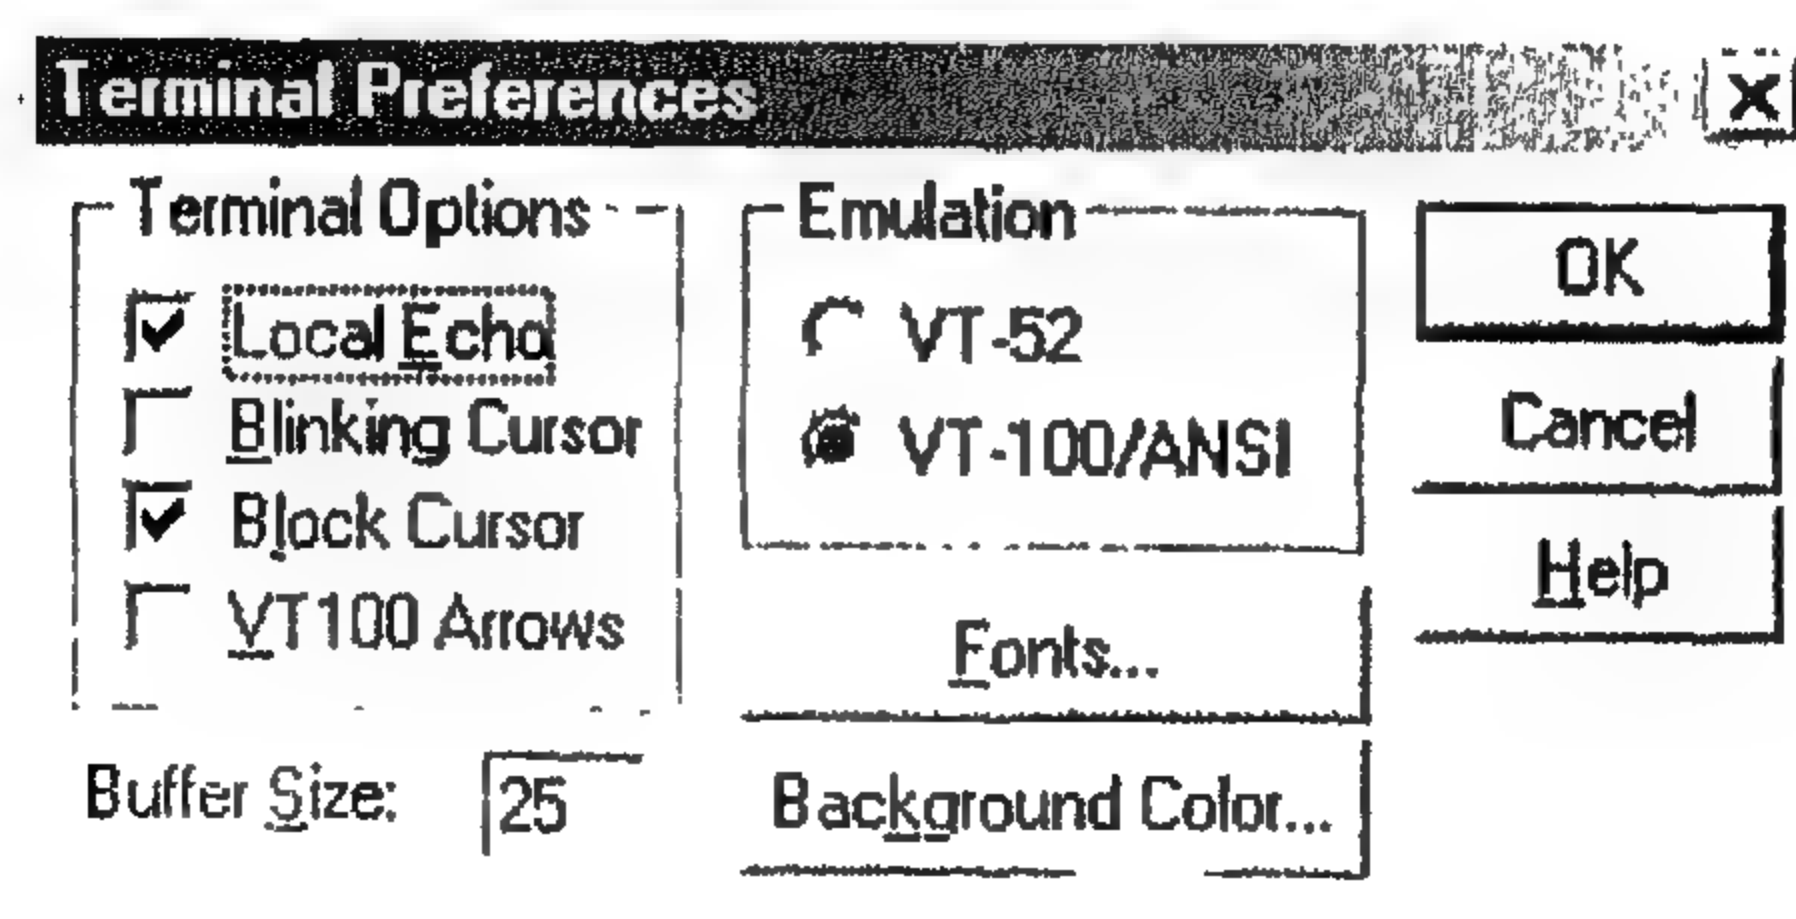 Terminal Preferences
Terminal Options
Local Echo
Blinking Cursor
Block Cursor
VT100 Arrows
Buffer Size: 25
Emulation
VT-52
VT-100/ANSI
Fonts...
Background Color...
OK
Cancel
Help